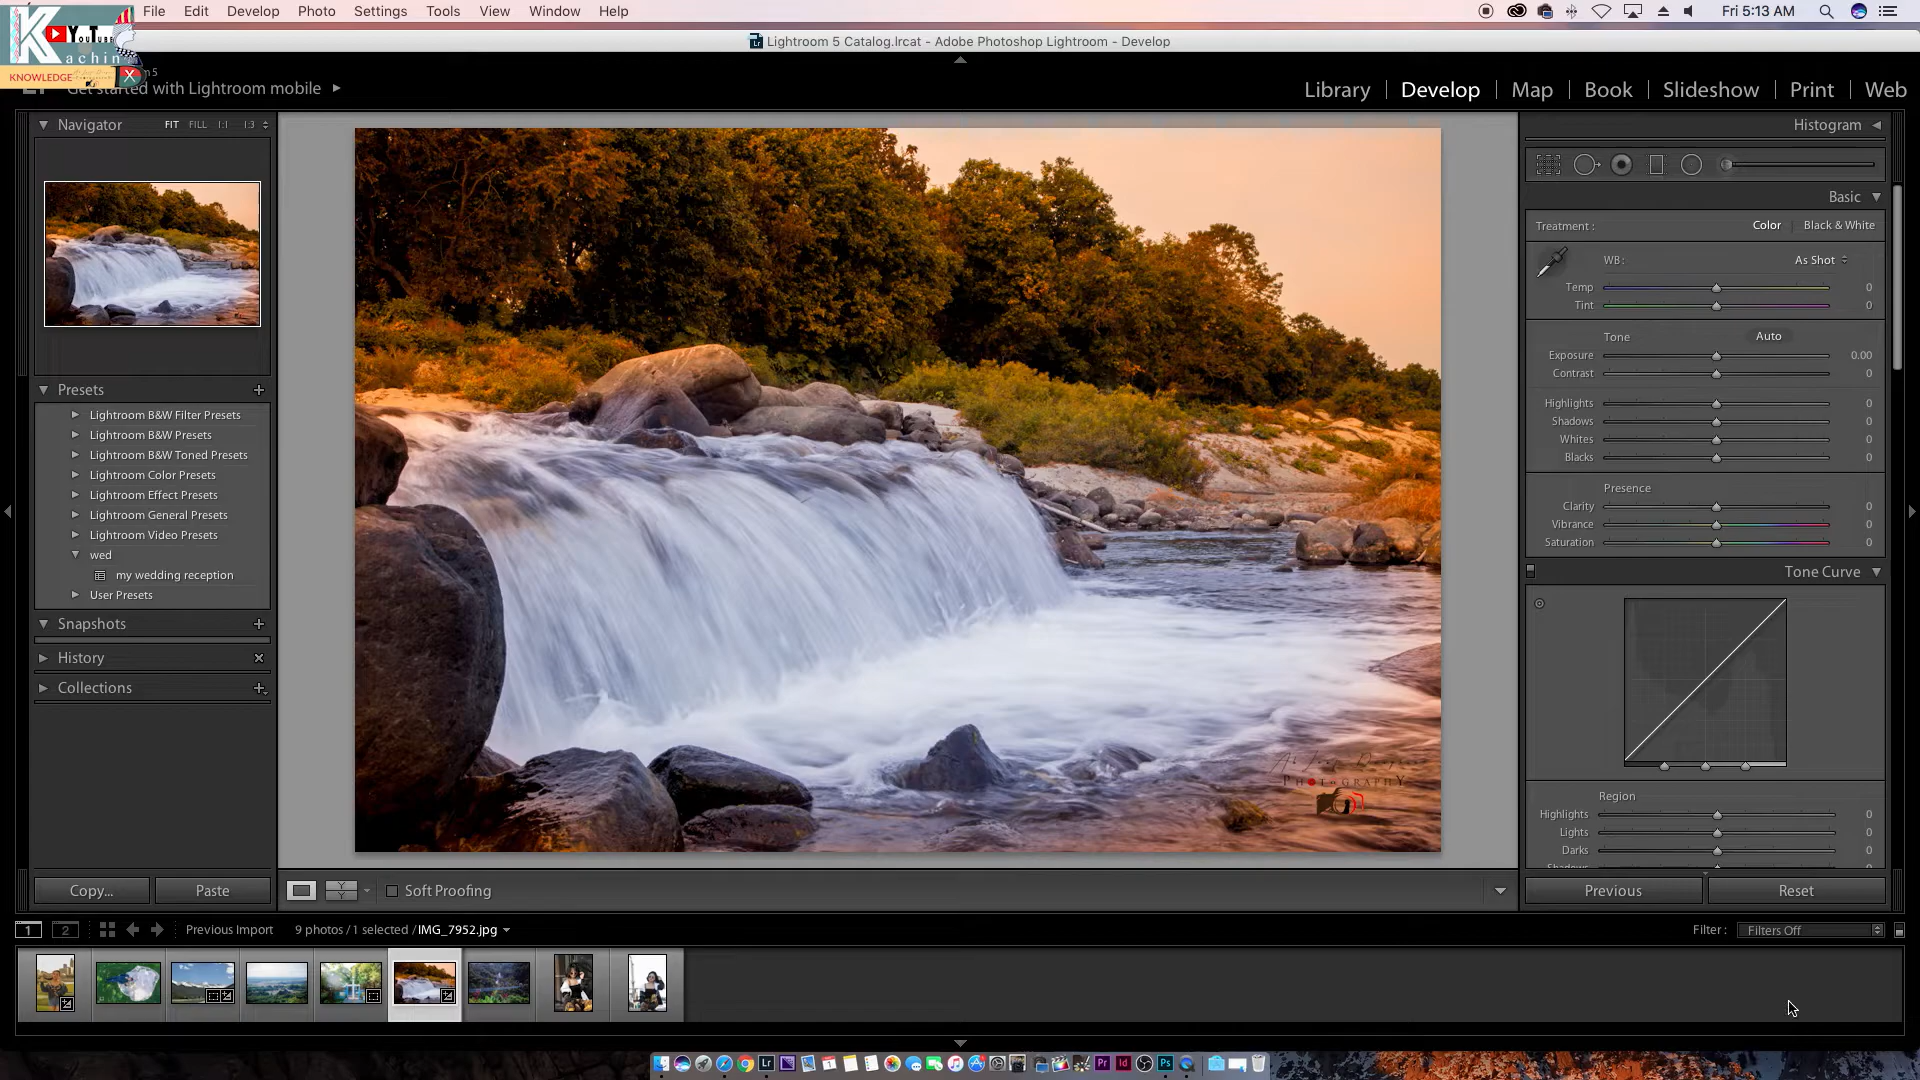 File Edit Develop Photo Settings Tools View Window Help
Fri 5:13 AM
K YouTube
achin
KNOWLEDGE
X
Lightroom 5 Catalog.lrcat - Adobe Photoshop Lightroom - Develop
Get started with Lightroom mobile
Library | Develop | Map | Book | Slideshow | Print | Web
Navigator FIT FILL 1:1 1:3
Histogram
Basic
Treatment : Color Black & White
WB : As Shot
Temp 0
Tint 0
Tone Auto
Exposure 0.00
Contrast 0
Highlights 0
Shadows 0
Whites 0
Blacks 0
Presence
Clarity 0
Vibrance 0
Saturation 0
Tone Curve
Region
Highlights 0
Lights 0
Darks 0
Presets
Lightroom B&W Filter Presets
Lightroom B&W Presets
Lightroom B&W Toned Presets
Lightroom Color Presets
Lightroom Effect Presets
Lightroom General Presets
Lightroom Video Presets
wed
my wedding reception
User Presets
Snapshots
History
Collections
PHOTOGRAPHY
Copy... Paste
Soft Proofing
Previous Reset
1 2 Previous Import 9 photos / 1 selected / IMG_7952.jpg
Filter : Filters Off
Lr Pr Id Ps